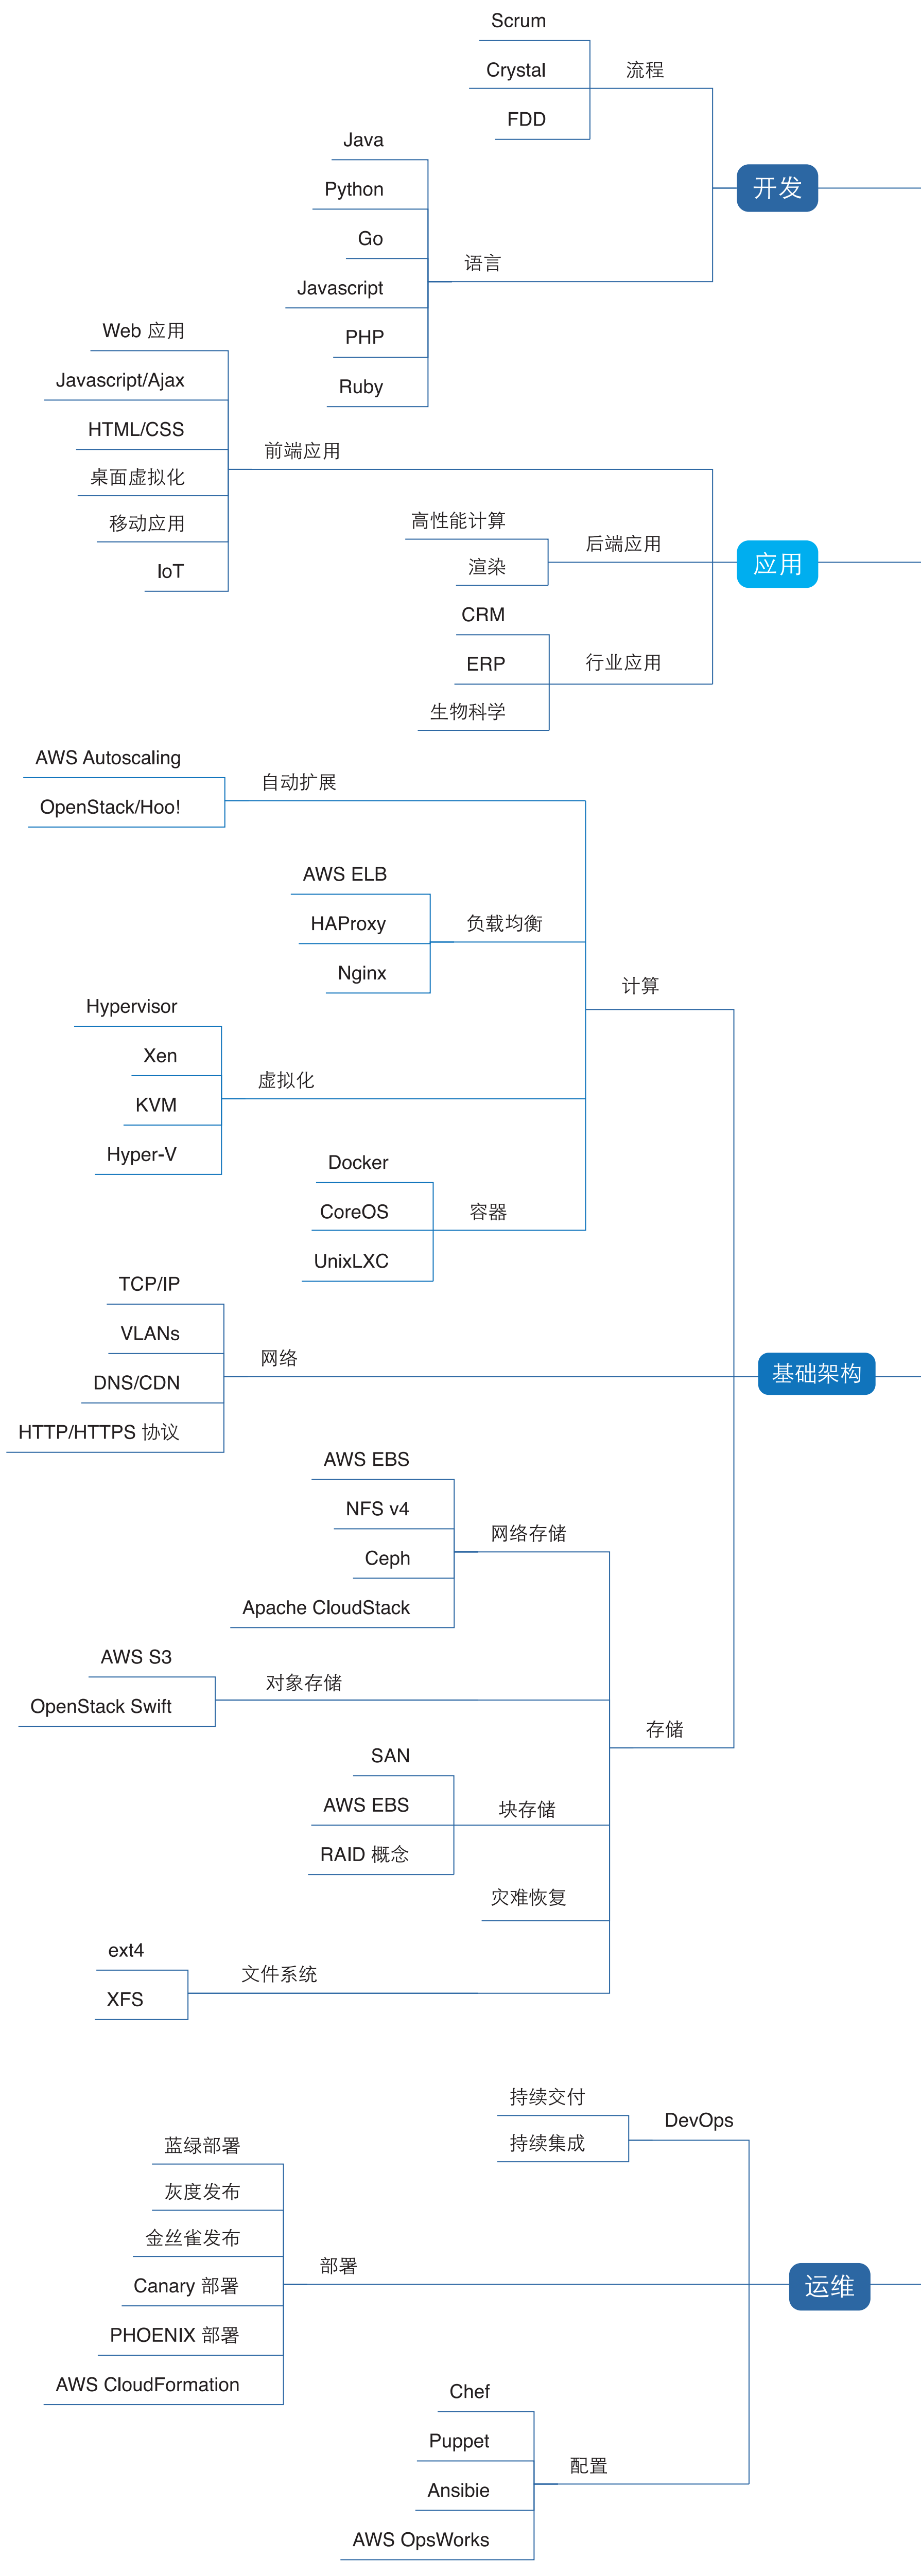 Scrum
Crystal
流程
FDD
Java
Python
开发
Go
语言
Javascript
Web 应用
PHP
Javascript/Ajax
Ruby
HTML/CSS
前端应用
桌面虚拟化
移动应用
高性能计算
后端应用
应用
渲染
IoT
CRM
ERP
行业应用
生物科学
AWS Autoscaling
自动扩展
OpenStack/Hoo!
AWS ELB
HAProxy
负载均衡
Nginx
计算
Hypervisor
Xen
虚拟化
KVM
Hyper-V
Docker
CoreOS
容器
UnixLXC
TCP/IP
VLANs
网络
基础架构
DNS/CDN
HTTP/HTTPS 协议
AWS EBS
NFS v4
网络存储
Ceph
Apache CloudStack
AWS S3
对象存储
OpenStack Swift
存储
SAN
AWS EBS
块存储
RAID 概念
灾难恢复
ext4
文件系统
XFS
持续交付
DevOps
持续集成
蓝绿部署
灰度发布
金丝雀发布
部署
Canary 部署
运维
PHOENIX 部署
AWS CloudFormation
Chef
Puppet
配置
Ansibie
AWS OpsWorks